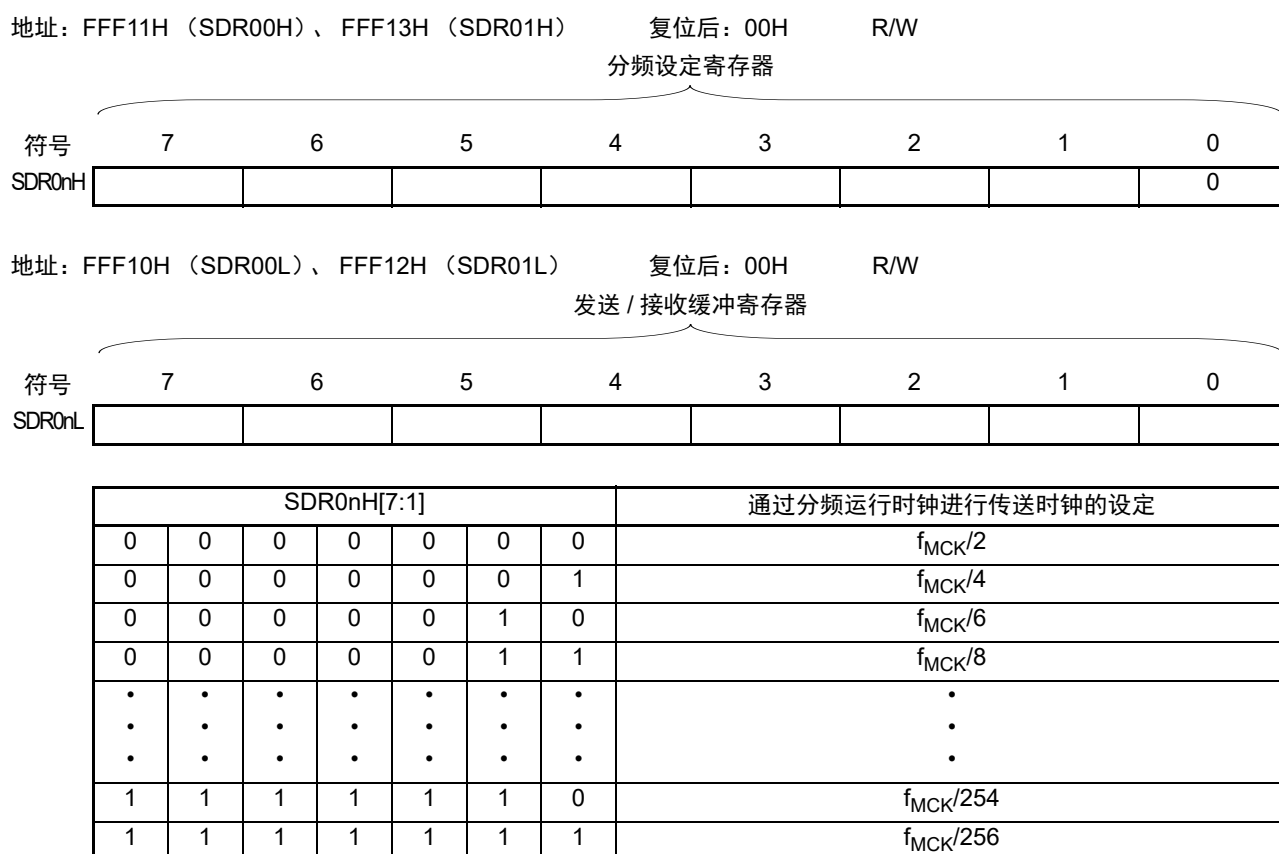 地址：FFF11H （SDR00H）、 FFF13H （SDR01H） 复位后：00H R/W
分频设定寄存器
符号 7 6 5 4 3 2 1 0
SDR0nH 0
地址：FFF10H （SDR00L）、 FFF12H （SDR01L） 复位后：00H R/W
发送 / 接收缓冲寄存器
符号 7 6 5 4 3 2 1 0
SDR0nL
SDR0nH[7:1] 通过分频运行时钟进行传送时钟的设定
0 0 0 0 0 0 0 fMCK/2
0 0 0 0 0 0 1 fMCK/4
0 0 0 0 0 1 0 fMCK/6
0 0 0 0 0 1 1 fMCK/8
• • • • • • • •
• • • • • • • •
• • • • • • • •
1 1 1 1 1 1 0 fMCK/254
1 1 1 1 1 1 1 fMCK/256